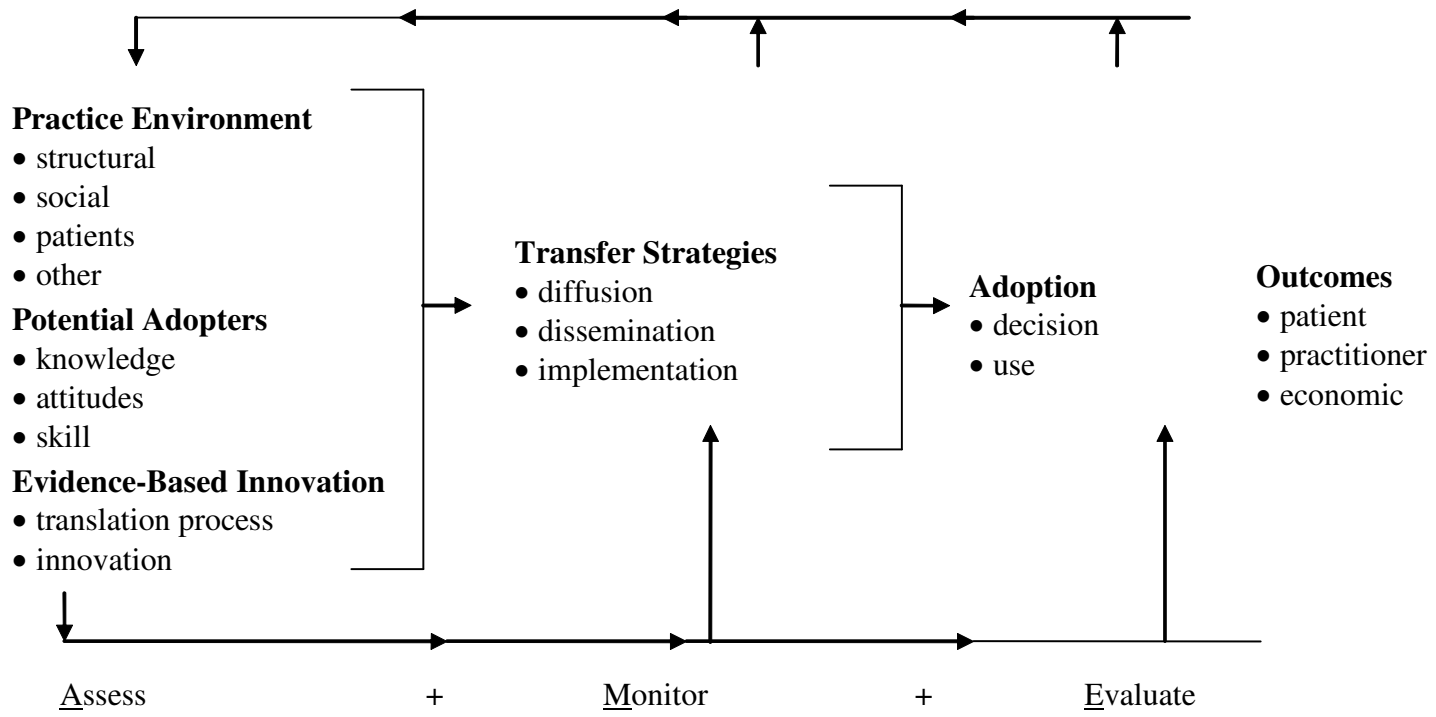 Practice Environment
• structural
• social
• patients
• other
Potential Adopters
• knowledge
• attitudes
• skill
Evidence-Based Innovation
• translation process
• innovation
Transfer Strategies
• diffusion
• dissemination
• implementation
Adoption
• decision
• use
Outcomes
• patient
• practitioner
• economic
Assess + Monitor + Evaluate